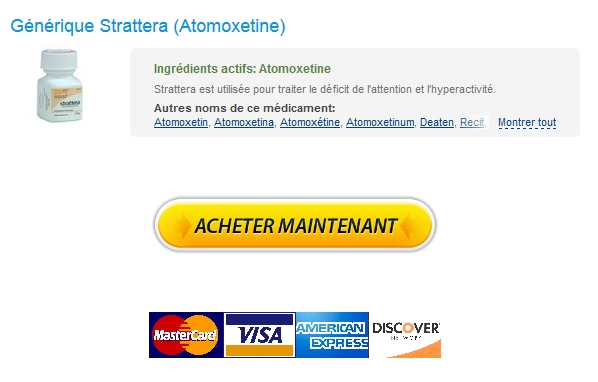 Générique Strattera (Atomoxetine)
Ingrédients actifs: Atomoxetine
Strattera est utilisée pour traiter le déficit de l'attention et l'hyperactivité.
Autres noms de ce médicament:
Atomoxetin, Atomoxetina, Atomoxétine, Atomoxetinum, Deaten, Recit, Montrer tout
strattera
ACHETER MAINTENANT
MasterCard VISA AMERICAN EXPRESS DISCOVER NETWORK